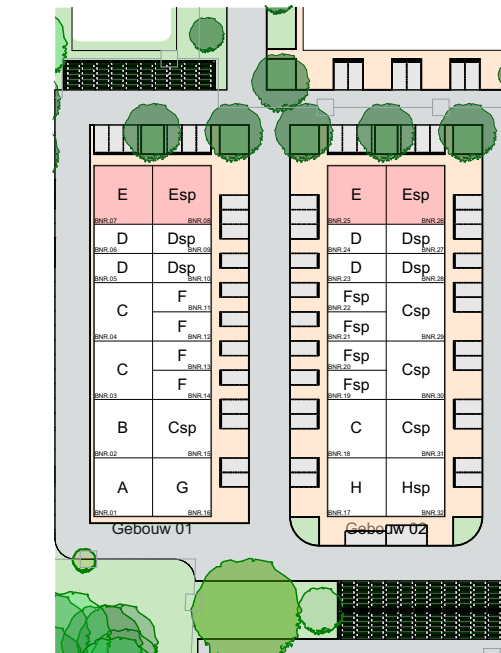 E Esp E Esp
BNR.07 BNR.08 BNR.25 BNR.26
D Dsp D Dsp
BNR.06 BNR.09 BNR.24 BNR.27
D Dsp D Dsp
BNR.05 BNR.10 BNR.23 BNR.28
C F Fsp Csp
BNR.11 BNR.22
F Fsp
BNR.04 BNR.12 BNR.21 BNR.29
C F Fsp Csp
BNR.13 BNR.20
F Fsp
BNR.03 BNR.14 BNR.19 BNR.30
B Csp C Csp
BNR.02 BNR.15 BNR.18 BNR.31
A G H Hsp
BNR.01 BNR.16 BNR.17 BNR.32
Gebouw 01 Gebouw 02